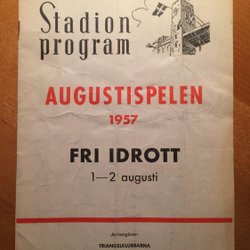 Stadion
program
AUGUSTISPELEN
1957
FRI IDROTT
1—2 augusti
Arrangörer:
TRIANGELKLUBBARNA